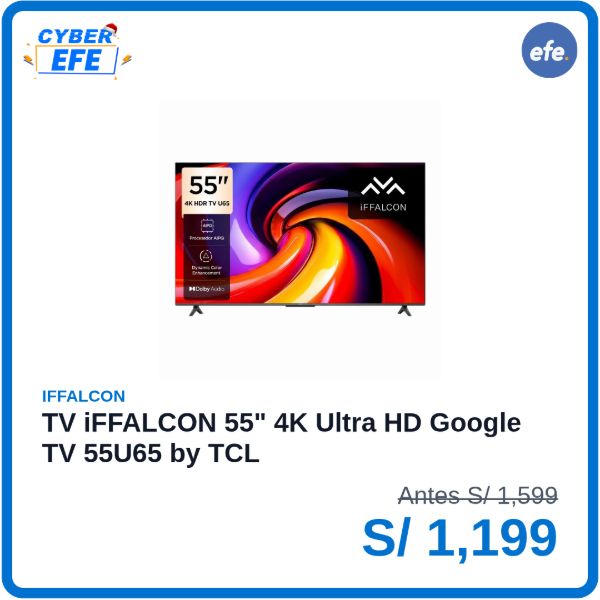 CYBER
EFE
efe.
55"
4K HDR TV U65
AIPQ
Procesador AIPQ
Dynamic Color
Enhancement
Dolby Audio
iFFALCON
IFFALCON
TV iFFALCON 55" 4K Ultra HD Google
TV 55U65 by TCL
Antes S/ 1,599
S/ 1,199